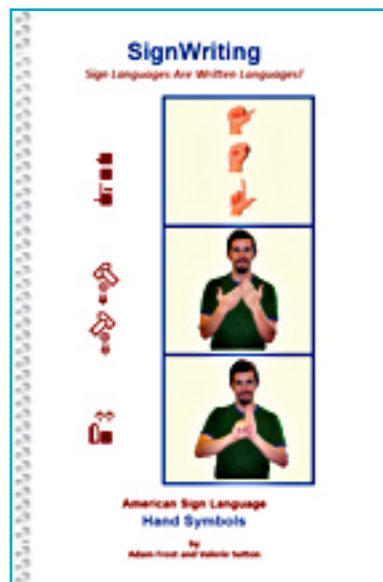 SignWriting
Sign Languages Are Written Languages!
American Sign Language
Hand Symbols
by
Adam Frost and Valerie Sutton